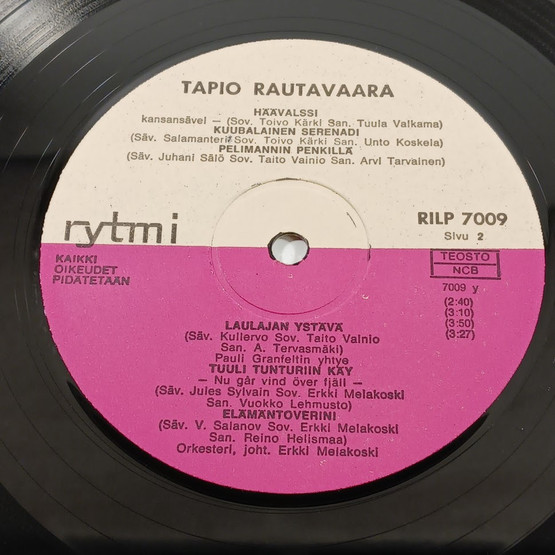 TAPIO RAUTAVAARA
HÄÄVALSSI
kansansävel — (Sov. Toivo Kärki San. Tuula Valkama)
KUUBALAINEN SERENADI
(Säv. Salamanterif Sov. Toivo Kärki San. Unto Koskela)
PELIMANNIN PENKILLÄ
(Säv. Juhani Sälö Sov. Taito Vainio San. Arvi Tarvainen)
rytmi
RILP 7009
Sivu 2
KAIKKI
OIKEUDET
PIDÄTETÄÄN
TEOSTO
NCB
7009 y
(2:40)
(3:10)
(3:50)
(3:27)
LAULAJAN YSTÄVÄ
(Säv. Kullervo Sov. Taito Vainio
San. A. Tervasmäki)
Pauli Granfeltin yhtye
TUULI TUNTURIIN KÄY
— Nu går vind över fjäll —
(Säv. Jules Sylvain Sov. Erkki Melakoski
San. Vuokko Lehmusto)
ELÄMÄNTOVERINI
(Säv. V. Salanov Sov. Erkki Melakoski
San. Reino Helismaa)
Orkesteri, joht. Erkki Melakoski